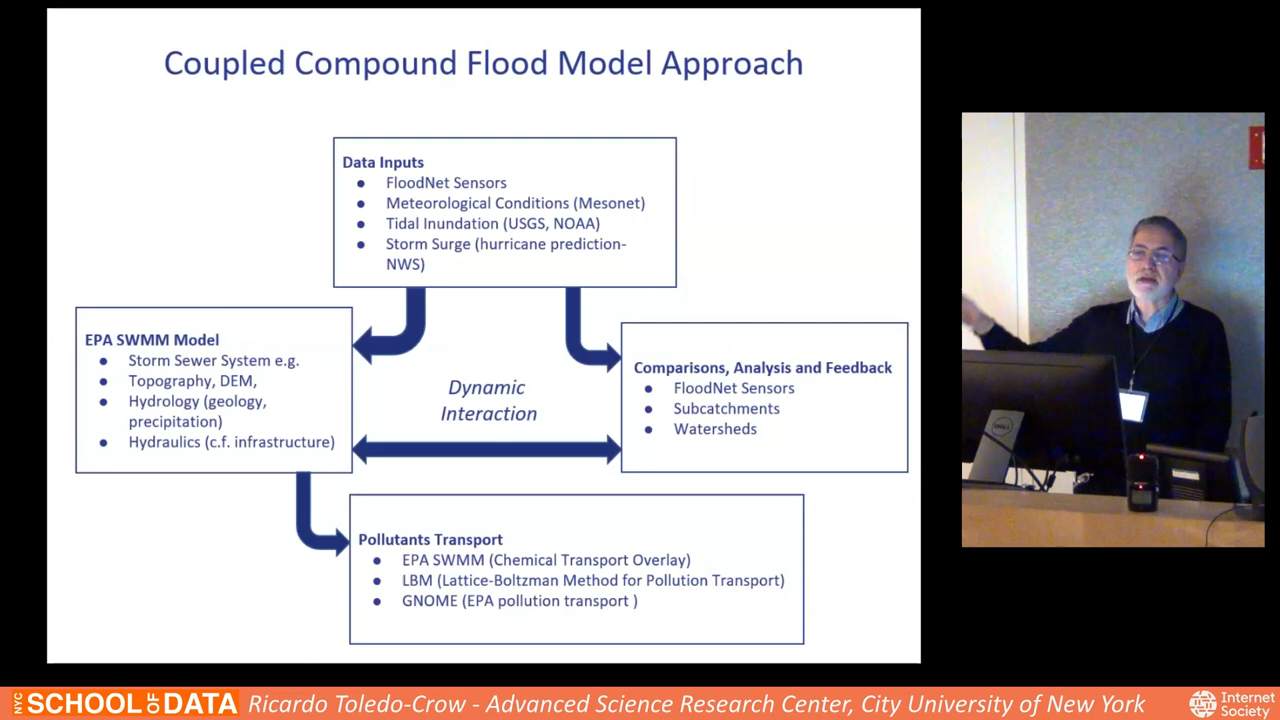 Coupled Compound Flood Model Approach
Data Inputs
● FloodNet Sensors
● Meteorological Conditions (Mesonet)
● Tidal Inundation (USGS, NOAA)
● Storm Surge (hurricane prediction-
NWS)
EPA SWMM Model
● Storm Sewer System e.g.
● Topography, DEM,
● Hydrology (geology,
precipitation)
● Hydraulics (c.f. infrastructure)
Dynamic
Interaction
Comparisons, Analysis and Feedback
● FloodNet Sensors
● Subcatchments
● Watersheds
Pollutants Transport
● EPA SWMM (Chemical Transport Overlay)
● LBM (Lattice-Boltzman Method for Pollution Transport)
● GNOME (EPA pollution transport )
DELL
NYC SCHOOL OF DATA Ricardo Toledo-Crow - Advanced Science Research Center, City University of New York
Internet
Society